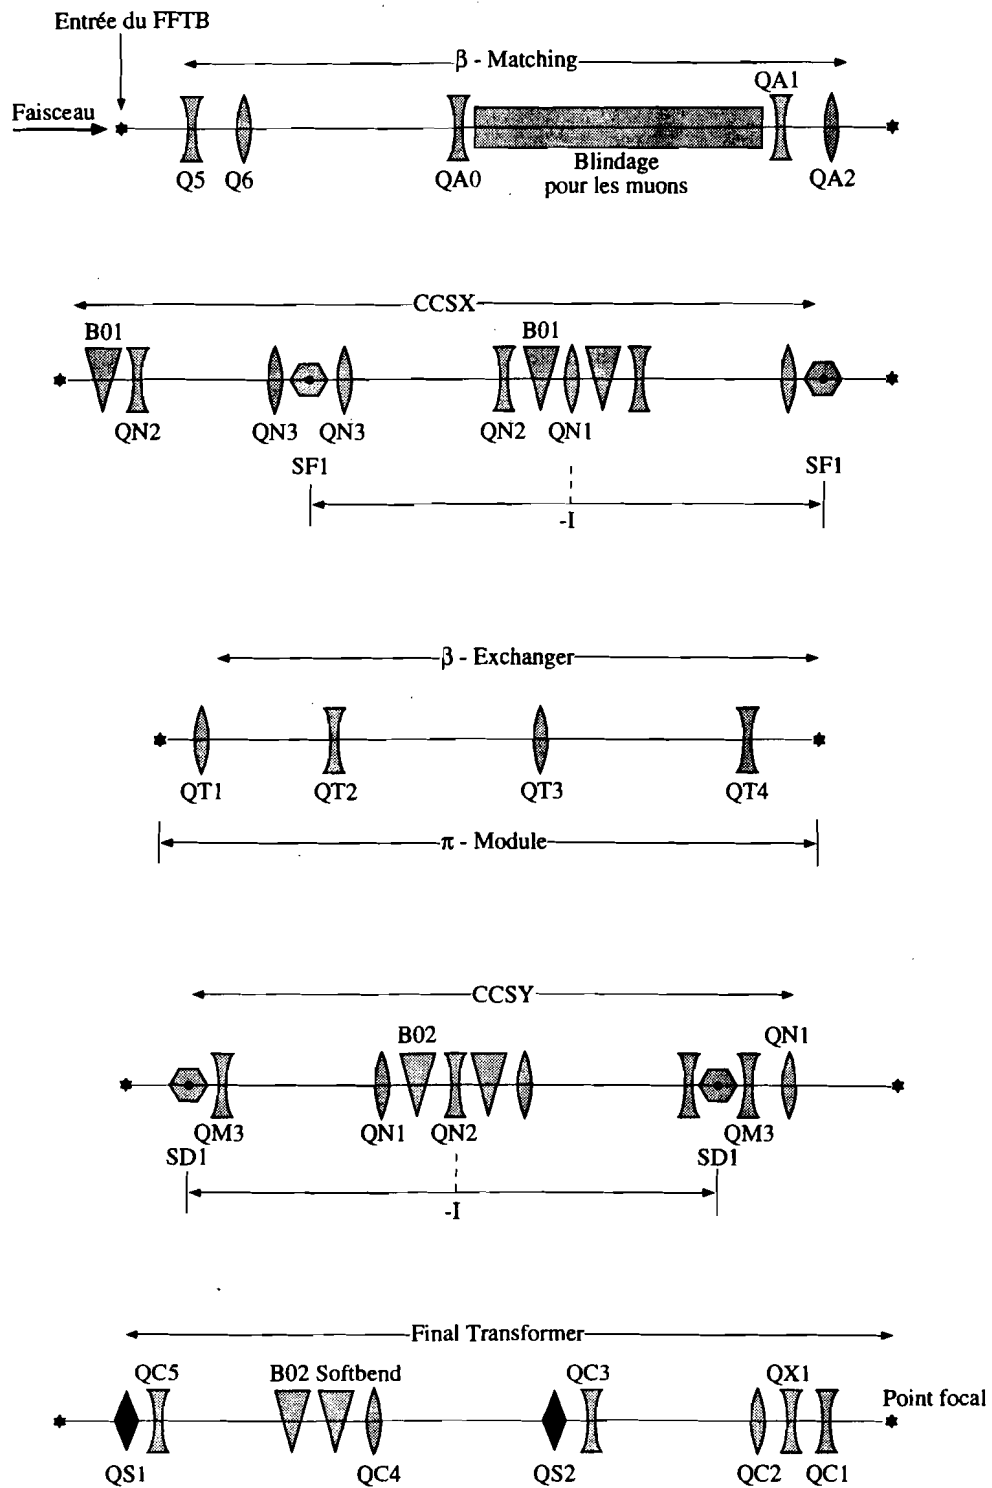 Entrée du FFTB
β - Matching
QA1
Faisceau
Q5 Q6 QA0 Blindage
pour les muons QA2
CCSX
B01 B01
QN2 QN3 QN3 QN2 QN1
SF1 SF1
-I
β - Exchanger
QT1 QT2 QT3 QT4
π - Module
CCSY
B02 QN1
QM3 QN1 QN2 QM3
SD1 SD1
-I
Final Transformer
QC5 B02 Softbend QC3 QX1
Point focal
QS1 QC4 QS2 QC2 QC1